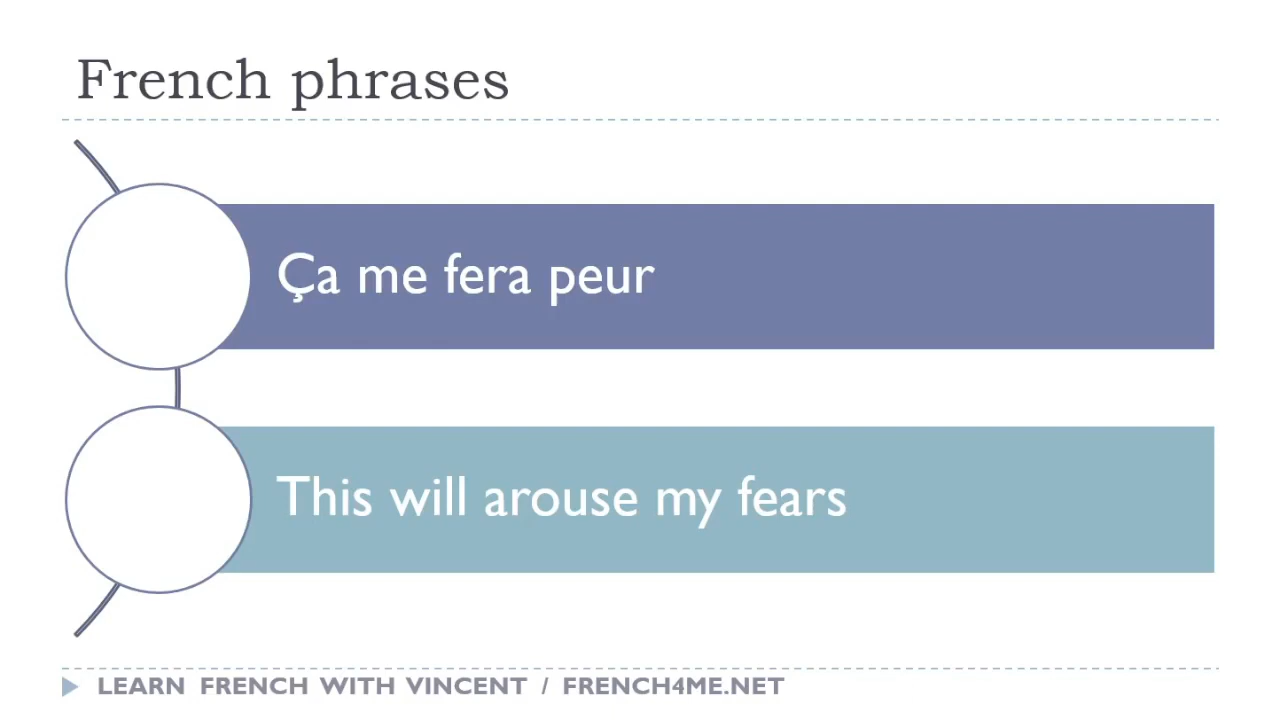 French phrases
Ça me fera peur
This will arouse my fears
LEARN FRENCH WITH VINCENT / FRENCH4ME.NET